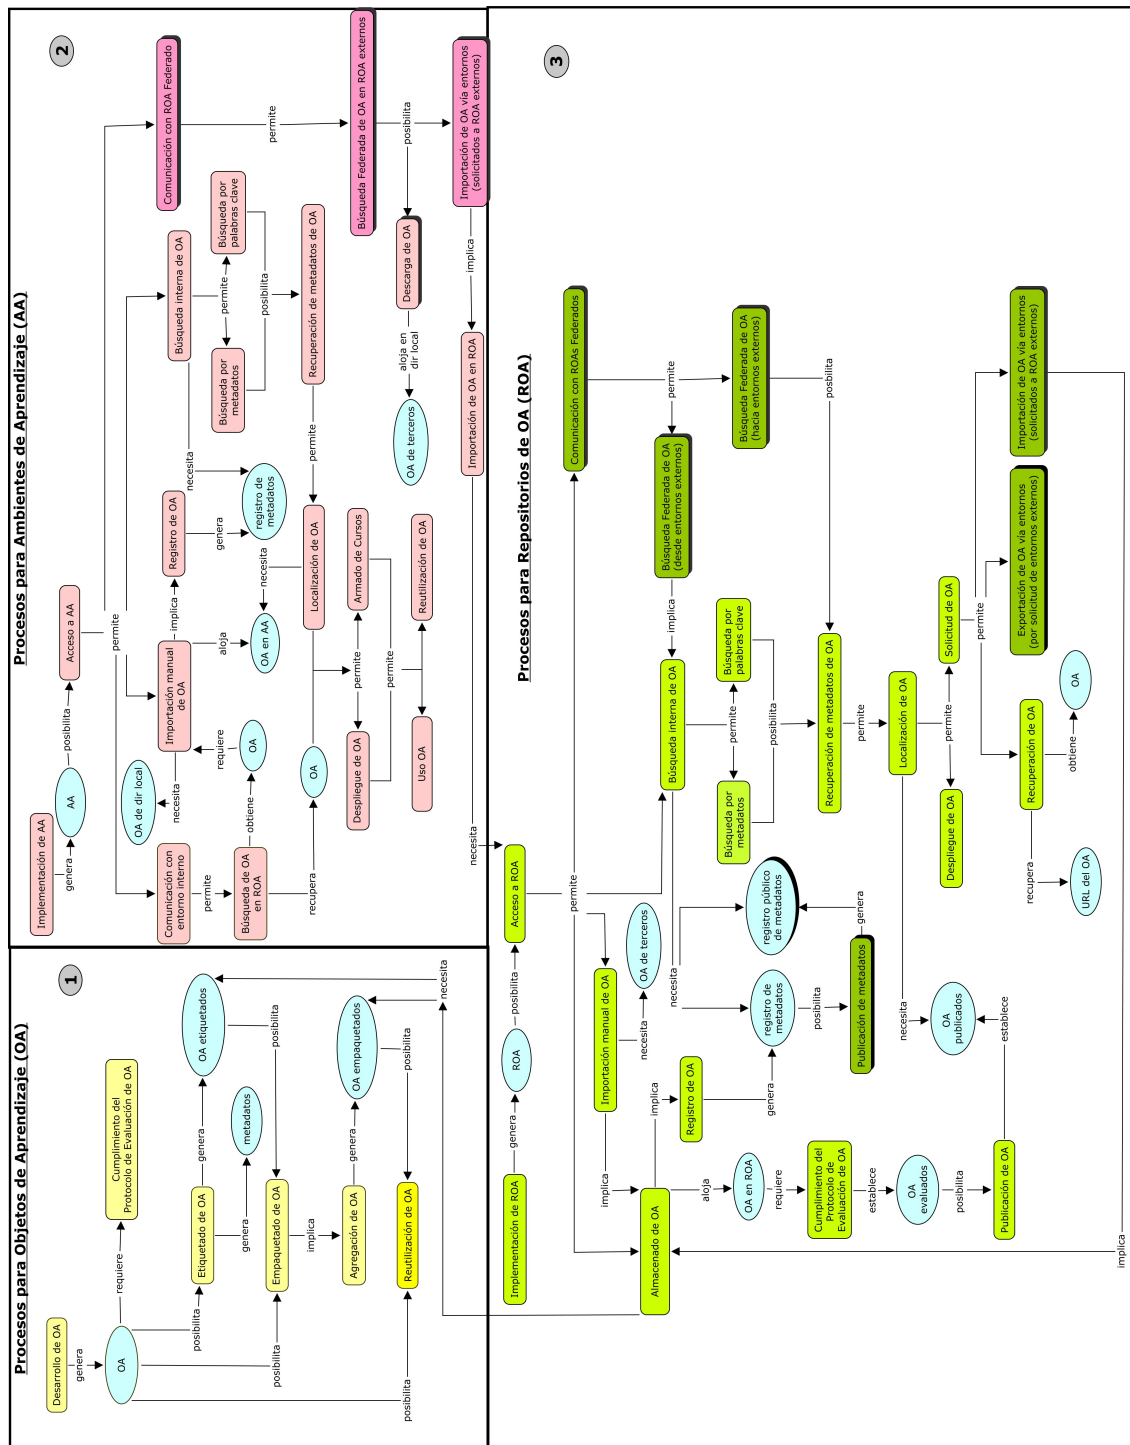 Procesos para Objetos de Aprendizaje (OA)
1
Desarrollo de OA
genera
OA
requiere
Cumplimiento del
Protocolo de Evaluación de OA
posibilita
Etiquetado de OA
genera
OA etiquetados
genera
metadatos
posibilita
posibilita
Empaquetado de OA
implica
Agregación de OA
genera
OA empaquetados
posibilita
posibilita
Reutilización de OA
necesita
Procesos para Ambientes de Aprendizaje (AA)
2
Implementación de AA
genera
AA
posibilita
Acceso a AA
permite
Comunicación con
entorno interno
permite
Búsqueda de OA
en ROA
obtiene
OA
requiere
recupera
OA
OA de dir local
necesita
Importación manual
de OA
implica
Registro de OA
aloja
OA en AA
genera
registro de
metadatos
necesita
necesita
Búsqueda interna de OA
permite
Búsqueda por
metadatos
Búsqueda por
palabras clave
posibilita
Recuperación de metadatos de OA
permite
Localización de OA
permite
Despliegue de OA
Armado de Cursos
permite
Uso OA
Reutilización de OA
Comunicación con ROA Federado
permite
Búsqueda Federada de OA en ROA externos
posibilita
Descarga de OA
aloja en
dir local
OA de terceros
Importación de OA vía entornos
(solicitados a ROA externos)
implica
Importación de OA en ROA
necesita
Procesos para Repositorios de OA (ROA)
3
Implementación de ROA
genera
ROA
posibilita
Acceso a ROA
permite
Comunicación con ROAs Federados
permite
Búsqueda Federada de OA
(desde entornos externos)
Búsqueda Federada de OA
(hacia entornos externos)
implica
posbilita
Importación manual de OA
necesita
OA de terceros
implica
Almacenado de OA
implica
Registro de OA
genera
registro de
metadatos
posibilita
Publicación de metadatos
genera
registro público
de metadatos
necesita
Búsqueda interna de OA
permite
Búsqueda por
metadatos
Búsqueda por
palabras clave
posibilita
Recuperación de metadatos de OA
permite
Localización de OA
necesita
OA
publicados
aloja
OA en ROA
requiere
Cumplimiento del
Protocolo de
Evaluación de OA
establece
OA
evaluados
posibilita
Publicación de OA
establece
permite
Despliegue de OA
Solicitud de OA
permite
Recuperación de OA
recupera
URL del OA
obtiene
OA
Exportación de OA vía entornos
(por solicitud de entornos externos)
Importación de OA vía entornos
(solicitados a ROA externos)
implica